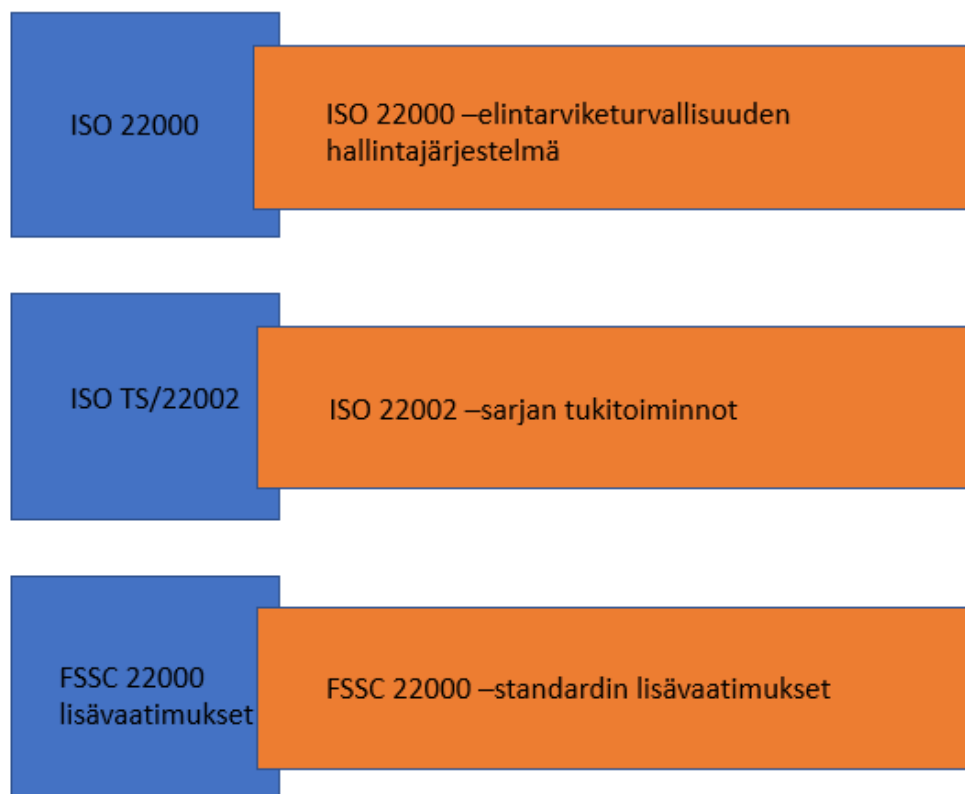 ISO 22000
ISO 22000 –elintarviketurvallisuuden
hallintajärjestelmä
ISO TS/22002
ISO 22002 –sarjan tukitoiminnot
FSSC 22000
lisävaatimukset
FSSC 22000 –standardin lisävaatimukset